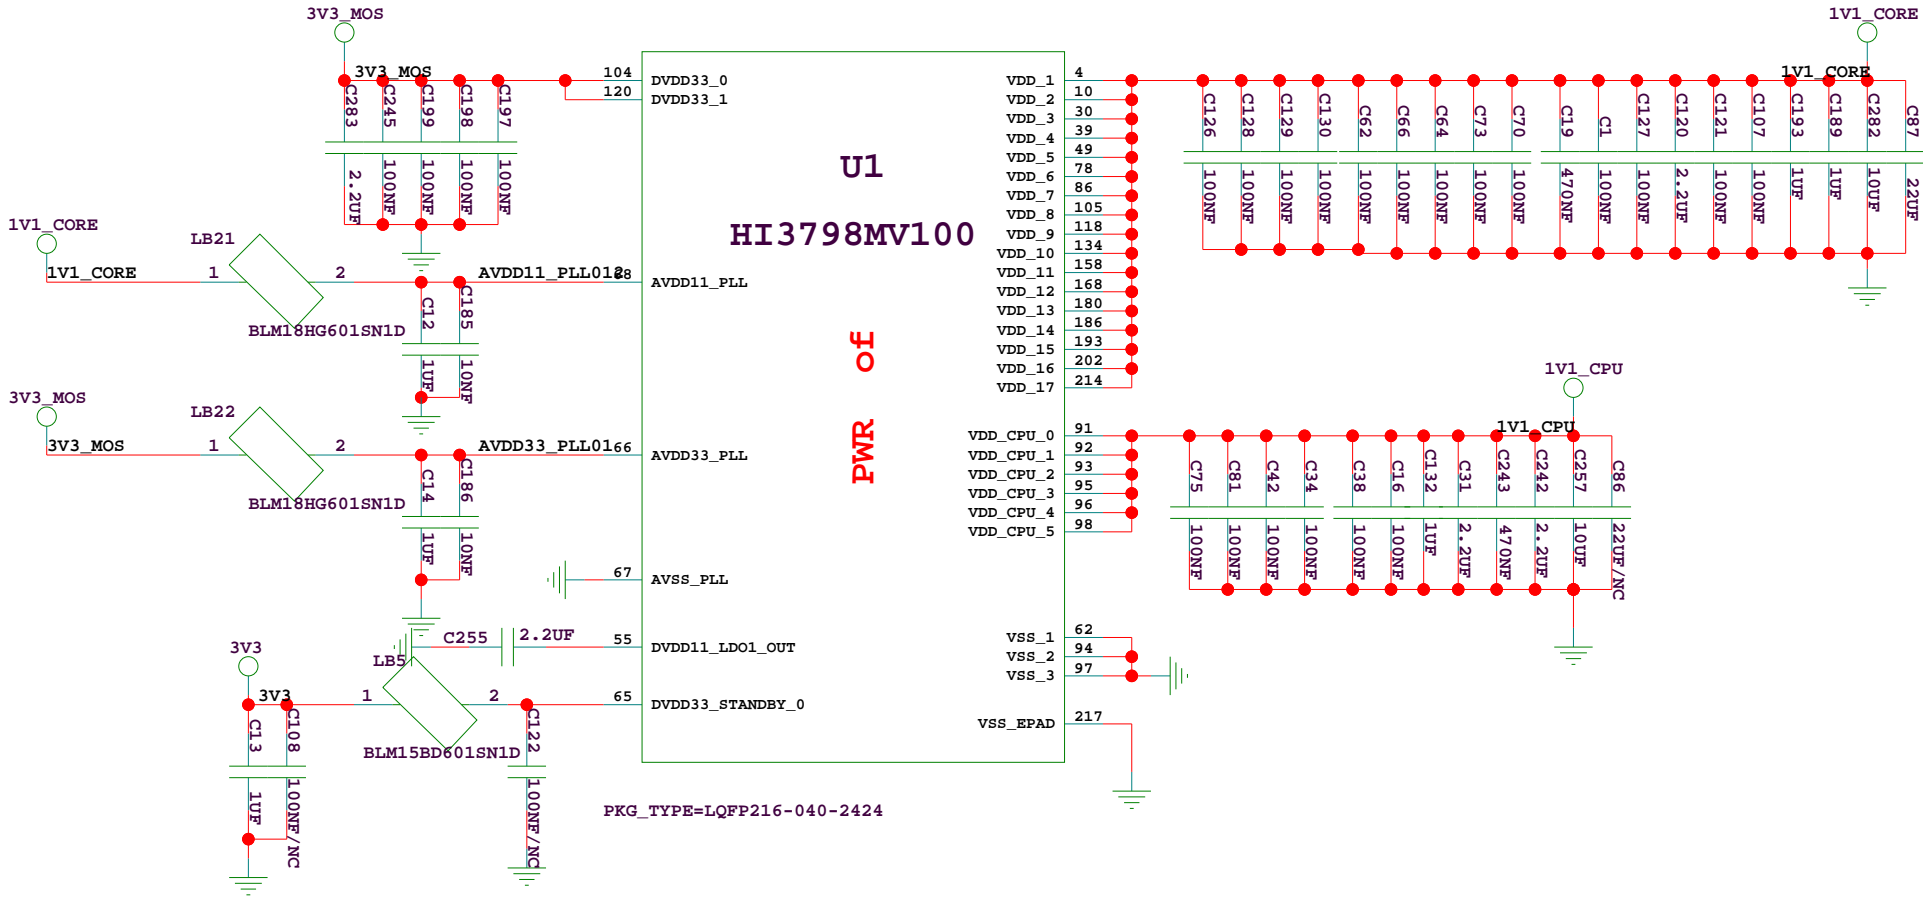 3V3_MOS
3V3_MOS
C283
C245
C199
C198
C197
2.2UF
100NF
100NF
100NF
100NF
1V1_CORE
1V1_CORE
LB21
1
2
BLM18HG601SN1D
AVDD11_PLL012
C12
C185
1UF
10NF
3V3_MOS
3V3_MOS
LB22
1
2
BLM18HG601SN1D
AVDD33_PLL01
C14
C186
1UF
10NF
C255
2.2UF
3V3
3V3
LB5
1
2
BLM15BD601SN1D
C13
C108
C122
1UF
100NF/NC
100NF/NC
104 DVDD33_0
120 DVDD33_1
68 AVDD11_PLL
66 AVDD33_PLL
67 AVSS_PLL
55 DVDD11_LDO1_OUT
65 DVDD33_STANDBY_0
U1
HI3798MV100
PWR of
PKG_TYPE=LQFP216-040-2424
VDD_1 4
VDD_2 10
VDD_3 30
VDD_4 39
VDD_5 49
VDD_6 78
VDD_7 86
VDD_8 105
VDD_9 118
VDD_10 134
VDD_11 158
VDD_12 168
VDD_13 180
VDD_14 186
VDD_15 193
VDD_16 202
VDD_17 214
VDD_CPU_0 91
VDD_CPU_1 92
VDD_CPU_2 93
VDD_CPU_3 95
VDD_CPU_4 96
VDD_CPU_5 98
VSS_1 62
VSS_2 94
VSS_3 97
VSS_EPAD 217
1V1_CORE
1V1_CORE
C126
C128
C129
C130
C62
C66
C64
C73
C70
C19
C1
C127
C120
C121
C107
C193
C189
C282
C87
100NF
100NF
100NF
100NF
100NF
100NF
100NF
100NF
100NF
470NF
100NF
100NF
2.2UF
100NF
100NF
1UF
1UF
10UF
22UF
1V1_CPU
1V1_CPU
C75
C81
C42
C34
C38
C16
C132
C31
C243
C242
C257
C86
100NF
100NF
100NF
100NF
100NF
100NF
1UF
2.2UF
470NF
2.2UF
10UF
22UF/NC